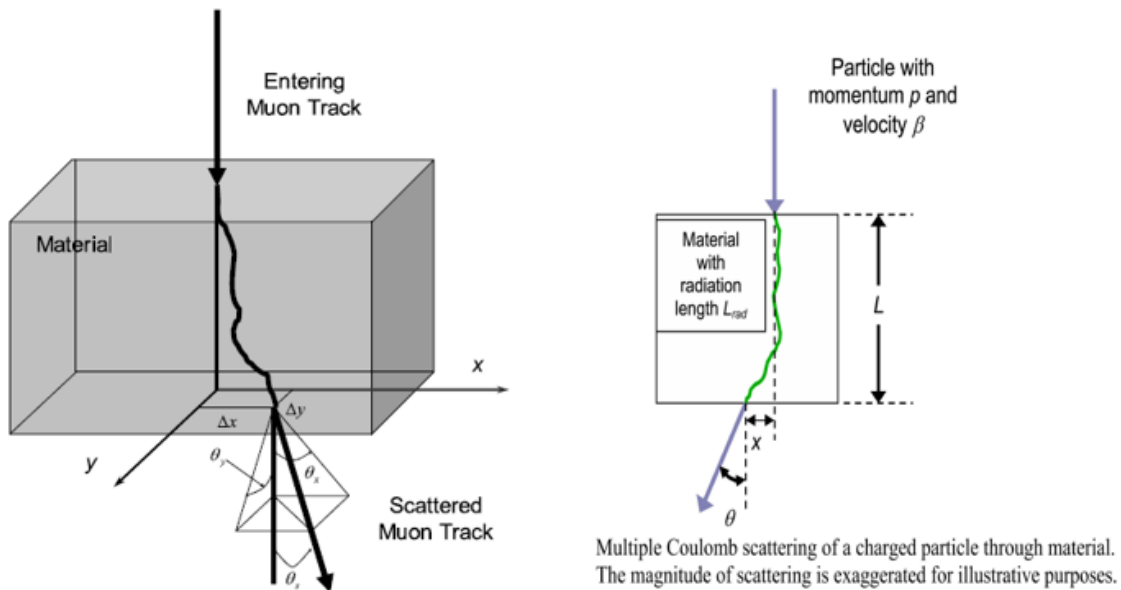 Entering
Muon Track
Material
x
Δx
Δy
y
θy
θx
Scattered
Muon Track
θs
Particle with
momentum p and
velocity β
Material
with
radiation
length Lrad
L
x
θ
Multiple Coulomb scattering of a charged particle through material.
The magnitude of scattering is exaggerated for illustrative purposes.